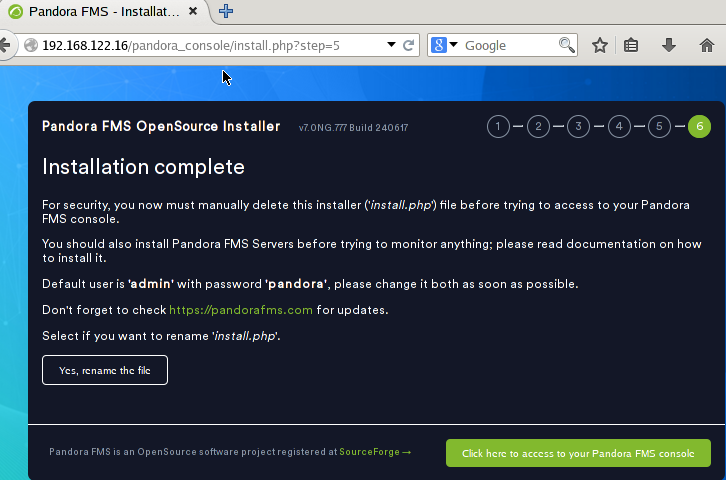 Pandora FMS - Installat...
192.168.122.16/pandora_console/install.php?step=5
Google
Pandora FMS OpenSource Installer v7.0NG.777 Build 240617
1 2 3 4 5 6
Installation complete
For security, you now must manually delete this installer ('install.php') file before trying to access to your Pandora
FMS console.
You should also install Pandora FMS Servers before trying to monitor anything; please read documentation on how
to install it.
Default user is 'admin' with password 'pandora', please change it both as soon as possible.
Don't forget to check https://pandorafms.com for updates.
Select if you want to rename 'install.php'.
Yes, rename the file
Pandora FMS is an OpenSource software project registered at SourceForge →
Click here to access to your Pandora FMS console